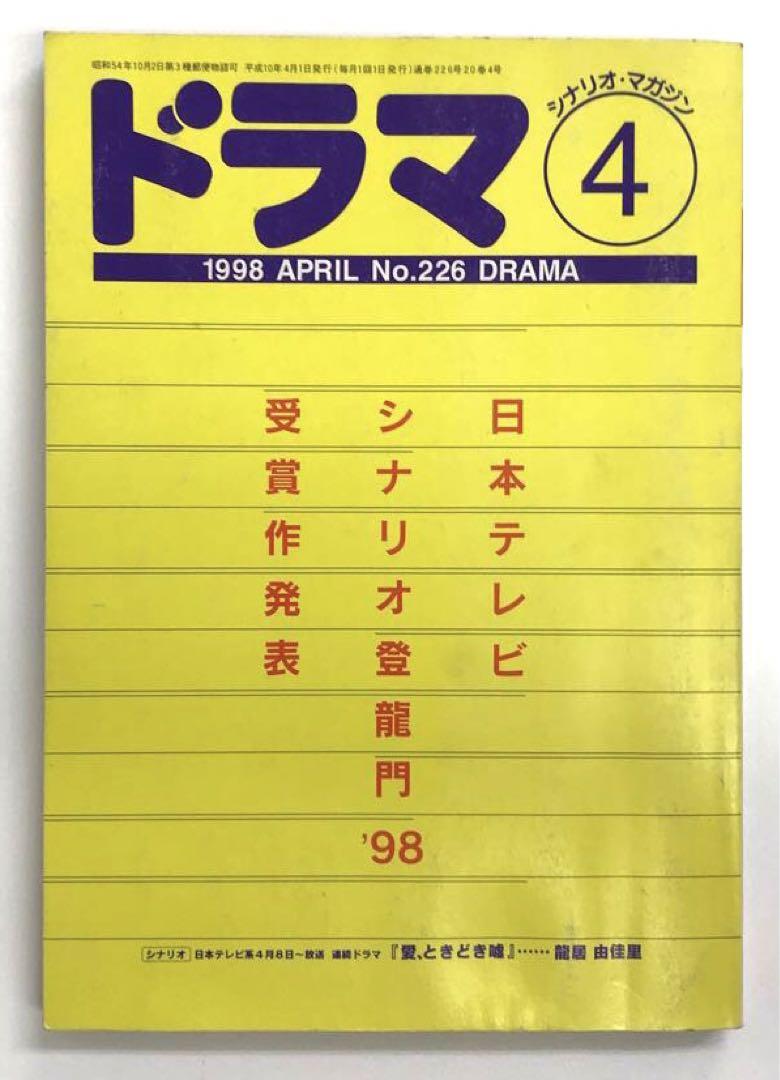 昭和54年10月2日第3種郵便物認可 平成10年4月1日発行(毎月1回1日発行)通巻226号20巻4号
ドラマ
シナリオ・マガジン
4
1998 APRIL No.226 DRAMA
日本テレビ
シナリオ登龍門'98
受賞作発表
シナリオ 日本テレビ系4月8日〜放送 連続ドラマ 『愛、ときどき嘘』‥‥‥ 龍居 由佳里